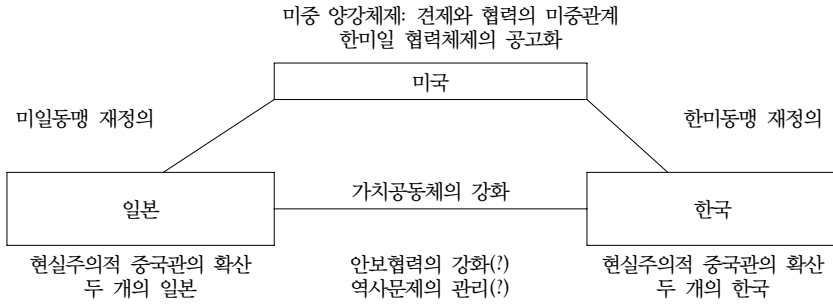 미중 양강체제: 견제와 협력의 미중관계
한미일 협력체제의 공고화
미국
미일동맹 재정의
한미동맹 재정의
일본
가치공동체의 강화
한국
현실주의적 중국관의 확산
두 개의 일본
안보협력의 강화(?)
역사문제의 관리(?)
현실주의적 중국관의 확산
두 개의 한국